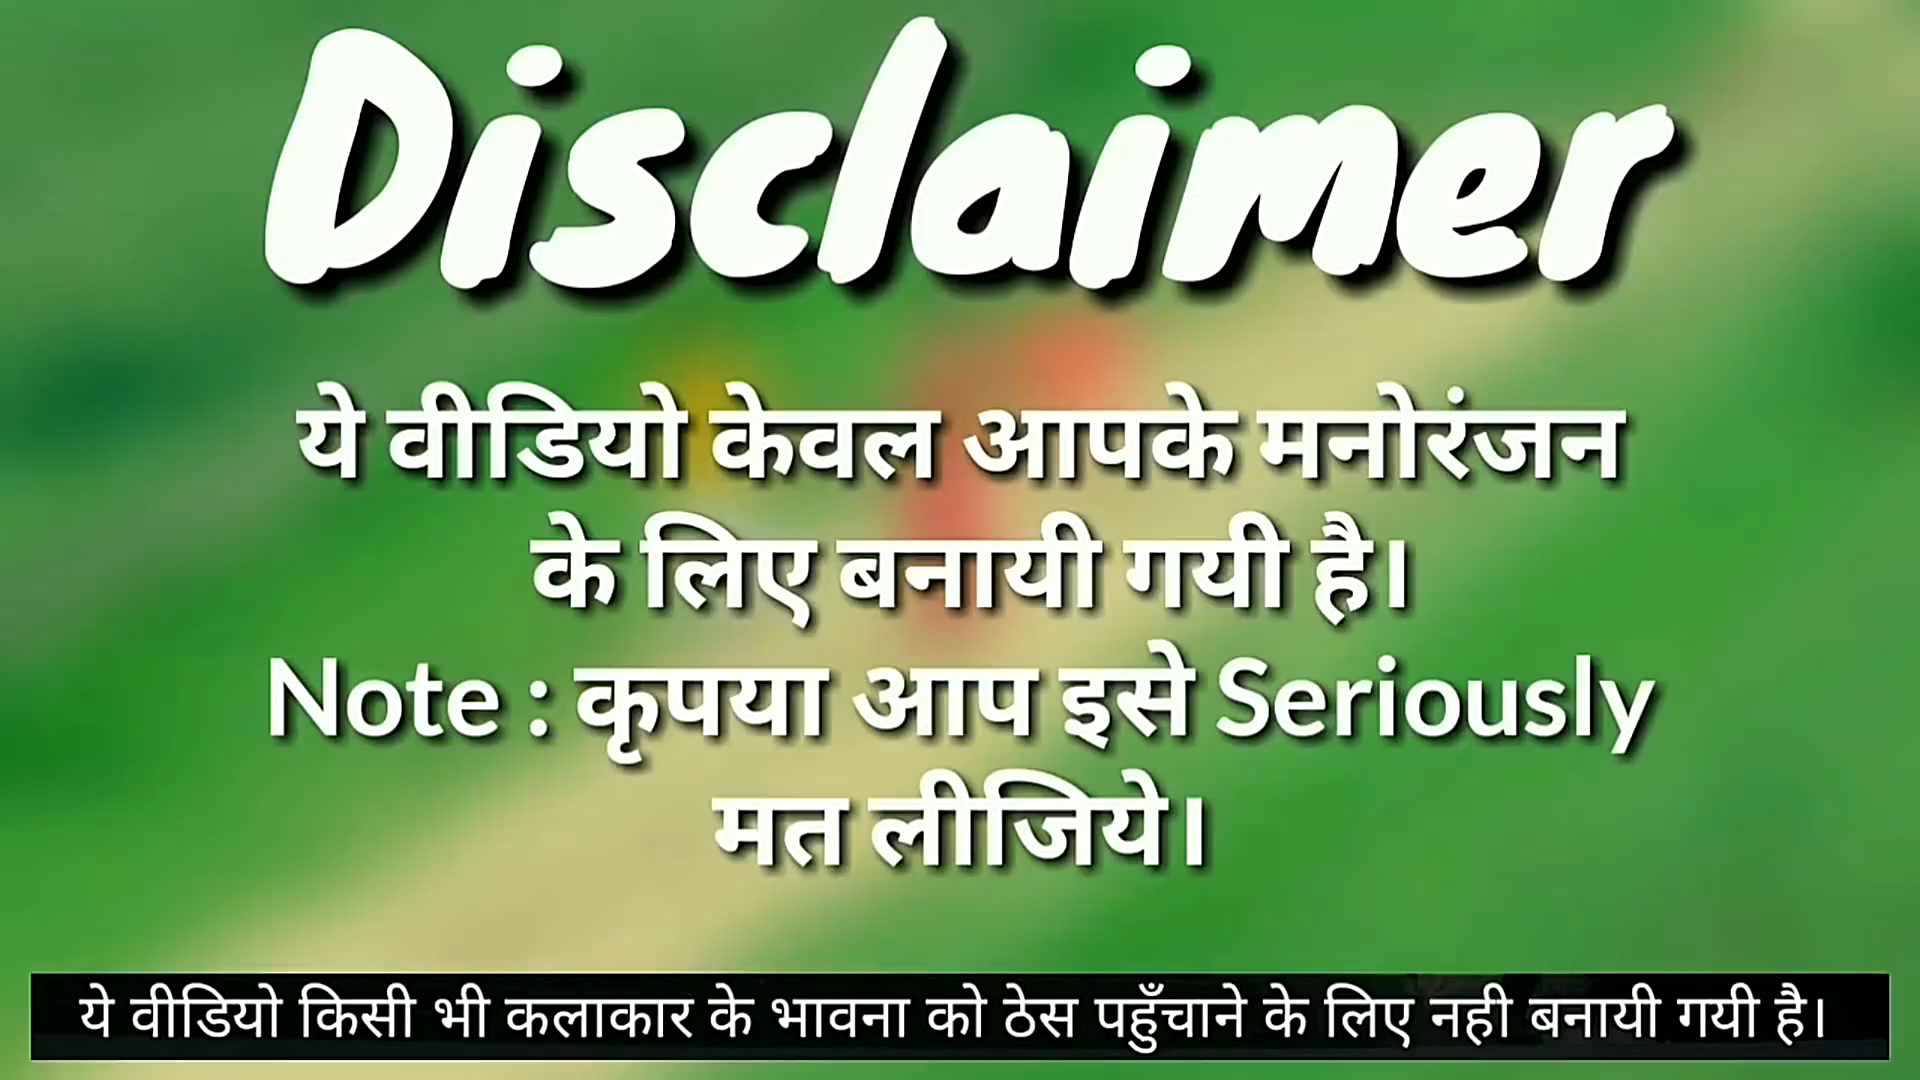 Disclaimer
ये वीडियो केवल आपके मनोरंजन
के लिए बनायी गयी है।
Note : कृपया आप इसे Seriously
मत लीजिये।
ये वीडियो किसी भी कलाकार के भावना को ठेस पहुँचाने के लिए नही बनायी गयी है।